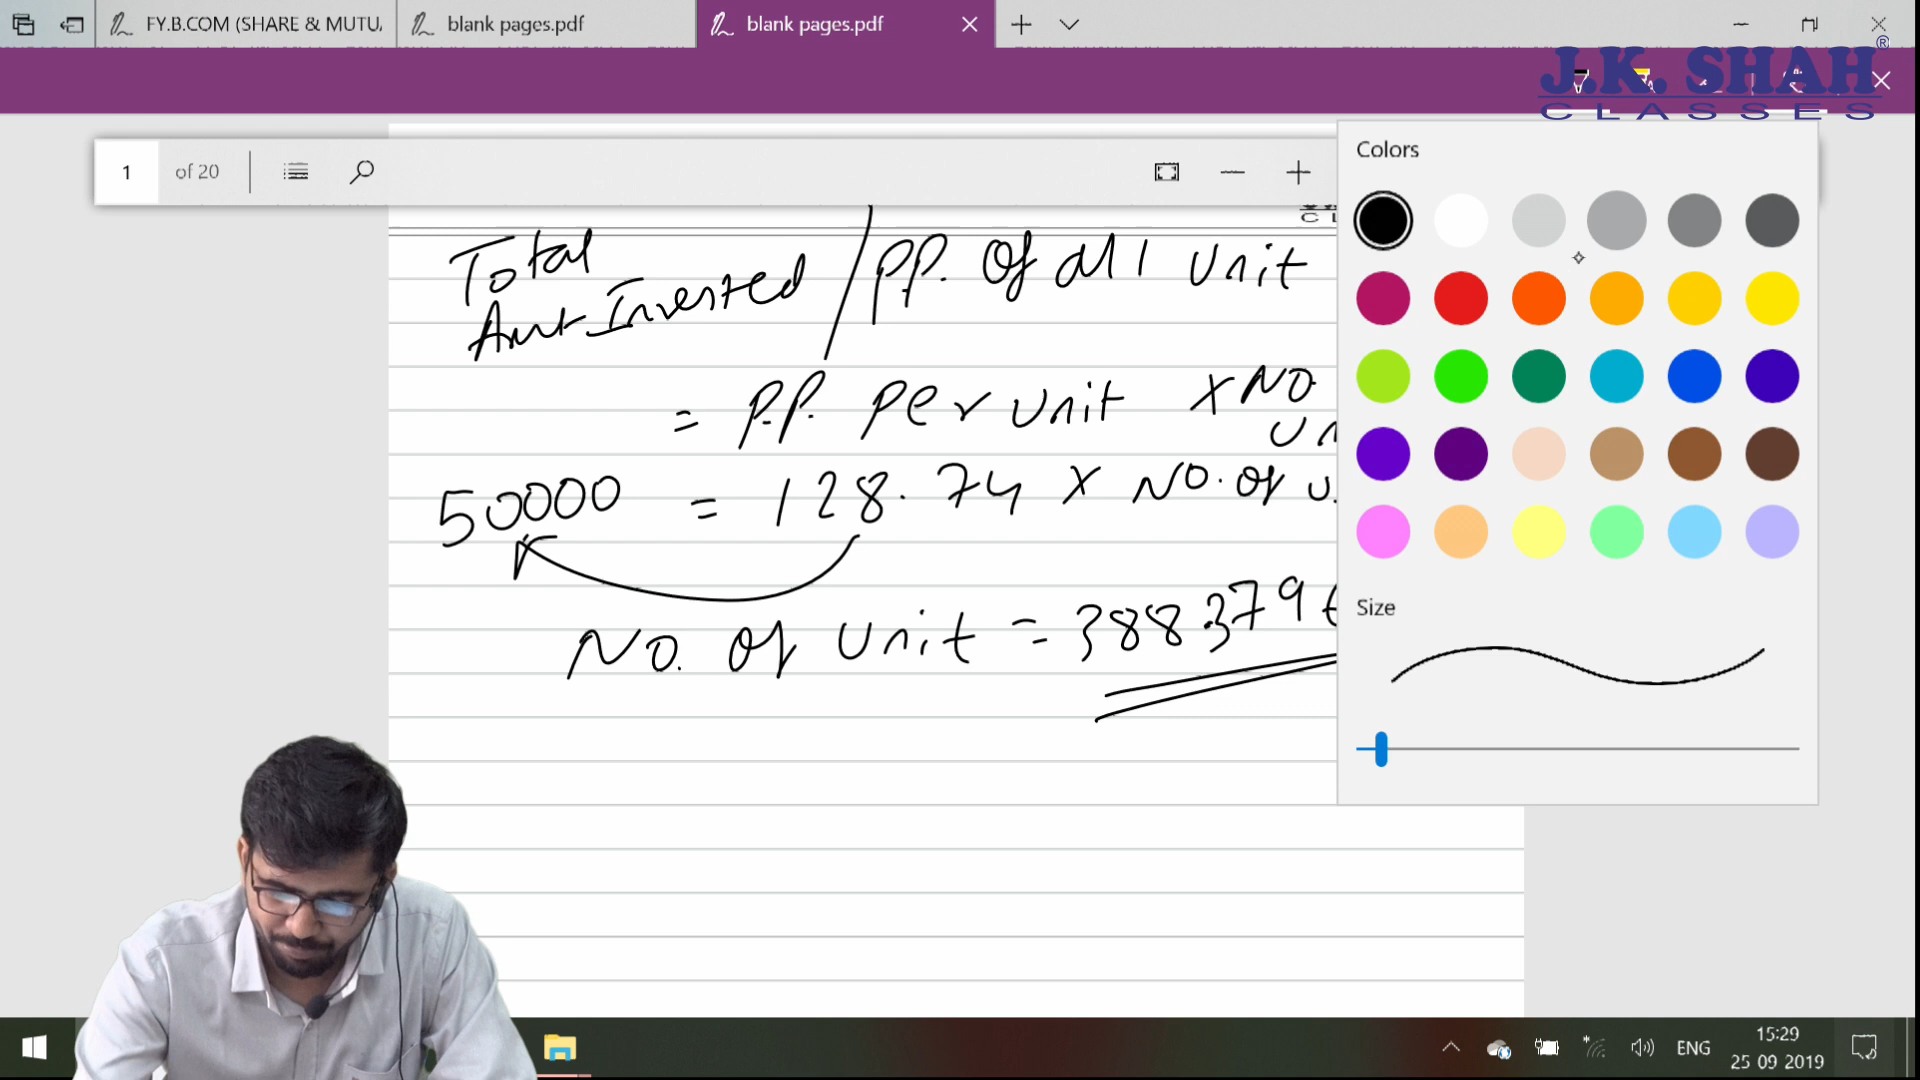 FY.B.COM (SHARE & MUTU
blank pages.pdf
blank pages.pdf
J.K. SHAH®
CLASSES
1 of 20
Colors
Total
Amt Invested / P.P. of all unit
= P.P. per unit × NO
50000 = 128.74 × NO. of u
No. of unit = 388.379
Size
ENG
15:29
25 09 2019